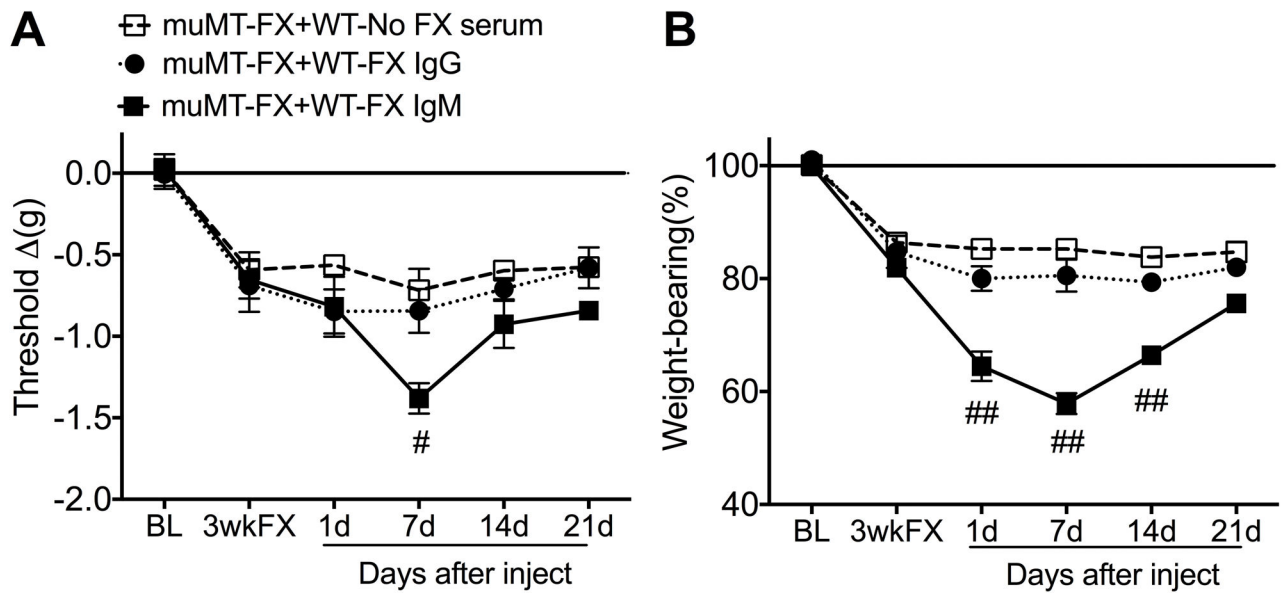 A
muMT-FX+WT-No FX serum
muMT-FX+WT-FX IgG
muMT-FX+WT-FX IgM
Threshold Δ(g)
0.0
-0.5
-1.0
-1.5
-2.0
#
BL 3wkFX 1d 7d 14d 21d
Days after inject
B
Weight-bearing(%)
100
80
60
40
## ## ##
BL 3wkFX 1d 7d 14d 21d
Days after inject